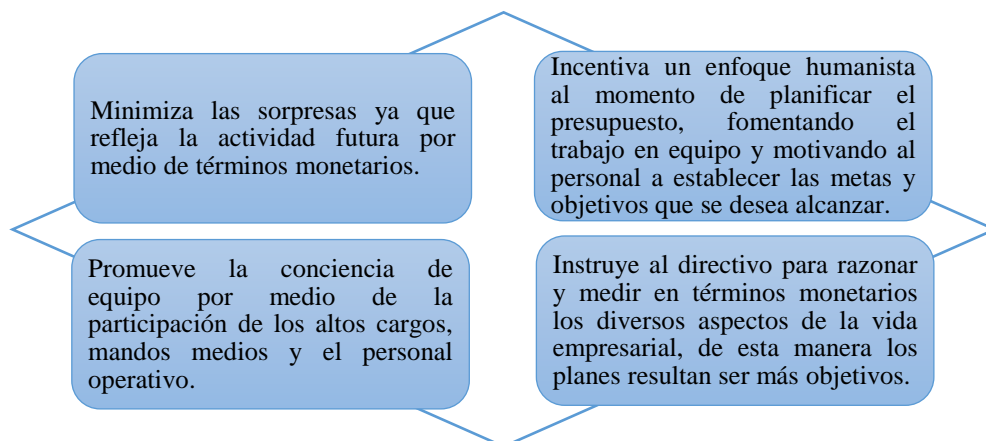 Minimiza las sorpresas ya que
refleja la actividad futura por
medio de términos monetarios.
Incentiva un enfoque humanista
al momento de planificar el
presupuesto, fomentando el
trabajo en equipo y motivando al
personal a establecer las metas y
objetivos que se desea alcanzar.
Promueve la conciencia de
equipo por medio de la
participación de los altos cargos,
mandos medios y el personal
operativo.
Instruye al directivo para razonar
y medir en términos monetarios
los diversos aspectos de la vida
empresarial, de esta manera los
planes resultan ser más objetivos.